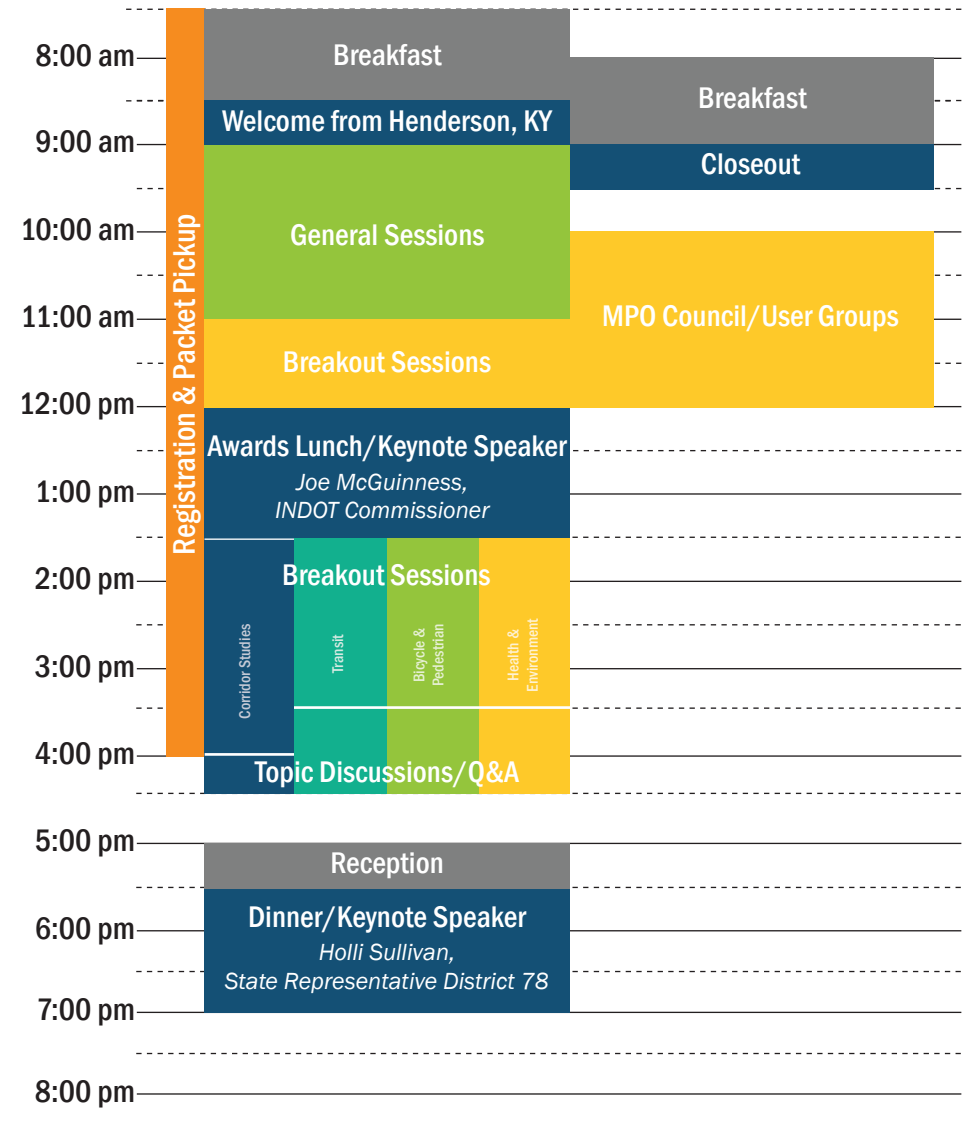 8:00 am
9:00 am
10:00 am
11:00 am
12:00 pm
1:00 pm
2:00 pm
3:00 pm
4:00 pm
5:00 pm
6:00 pm
7:00 pm
8:00 pm
Registration & Packet Pickup
Breakfast
Welcome from Henderson, KY
General Sessions
Breakout Sessions
Awards Lunch/Keynote Speaker
Joe McGuinness,
INDOT Commissioner
Breakout Sessions
Corridor Studies
Transit
Bicycle &
Pedestrian
Health &
Environment
Topic Discussions/Q&A
Reception
Dinner/Keynote Speaker
Holli Sullivan,
State Representative District 78
Breakfast
Closeout
MPO Council/User Groups